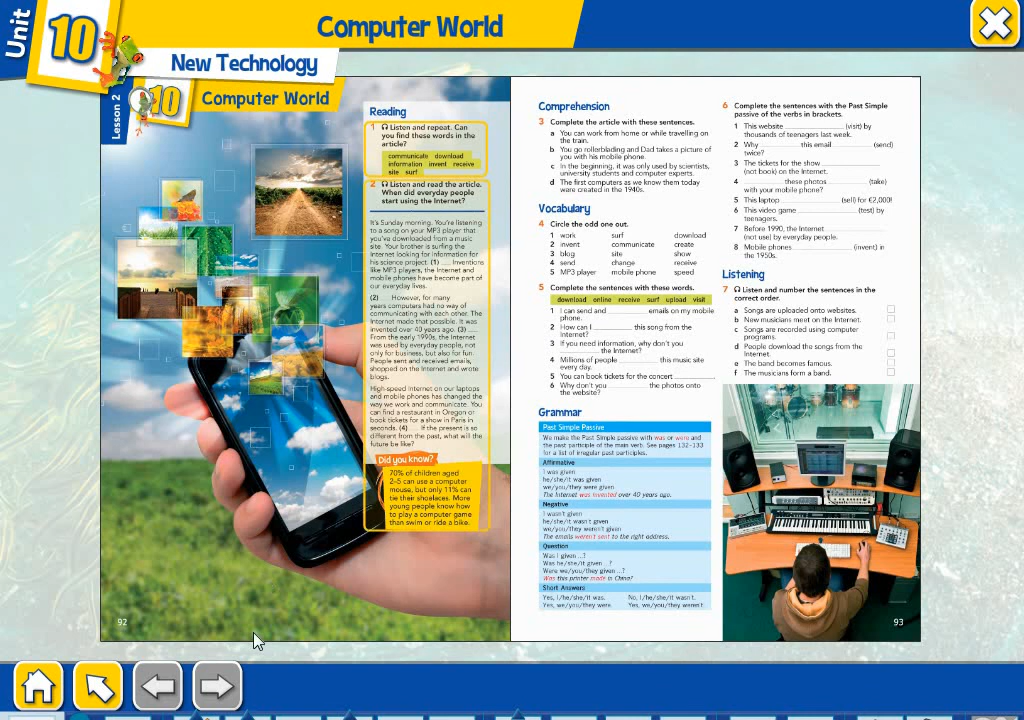 Unit
10
Computer World
New Technology
Lesson 2
10
Computer World
Reading
1 Listen and repeat. Can
you find these words in the
article?
communicate download
information invent receive
site surf
2 Listen and read the article.
When did everyday people
start using the Internet?
It's Sunday morning. You're listening
to a song on your MP3 player that
you've downloaded from a music
site. Your brother is surfing the
Internet looking for information for
his science project. (1) ___ Inventions
like MP3 players, the Internet and
mobile phones have become part of
our everyday lives.
(2) ___ However, for many
years computers had no way of
communicating with each other. The
Internet made that possible. It was
invented over 40 years ago. (3) ___
From the early 1990s, the Internet
was used by everyday people, not
only for business, but also for fun.
People sent and received emails,
shopped on the Internet and wrote
blogs.
High-speed Internet on our laptops
and mobile phones has changed the
way we work and communicate. You
can find a restaurant in Oregon or
book tickets for a show in Paris in
seconds. (4) ___ If the present is so
different from the past, what will the
future be like?
Did you know?
70% of children aged
2–5 can use a computer
mouse, but only 11% can
tie their shoelaces. More
young people know how
to play a computer game
than swim or ride a bike.
92
Comprehension
3 Complete the article with these sentences.
a You can work from home or while travelling on
the train.
b You go rollerblading and Dad takes a picture of
you with his mobile phone.
c In the beginning, it was only used by scientists,
university students and computer experts.
d The first computers as we know them today
were created in the 1940s.
Vocabulary
4 Circle the odd one out.
1 work surf download
2 invent communicate create
3 blog site show
4 send change receive
5 MP3 player mobile phone speed
5 Complete the sentences with these words.
download online receive surf upload visit
1 I can send and __________ emails on my mobile
phone.
2 How can I __________ this song from the
Internet?
3 If you need information, why don't you
__________ the Internet?
4 Millions of people __________ this music site
every day.
5 You can book tickets for the concert __________.
6 Why don't you __________ the photos onto
the website?
Grammar
Past Simple Passive
We make the Past Simple passive with was or were and
the past participle of the main verb. See pages 132–133
for a list of irregular past participles.
Affirmative
I was given
he/she/it was given
we/you/they were given
The Internet was invented over 40 years ago.
Negative
I wasn't given
he/she/it wasn't given
we/you/they weren't given
The emails weren't sent to the right address.
Question
Was I given ...?
Was he/she/it given ...?
Were we/you/they given ...?
Was this printer made in China?
Short Answers
Yes, I/he/she/it was. No, I/he/she/it wasn't.
Yes, we/you/they were. Yes, we/you/they weren't.
6 Complete the sentences with the Past Simple
passive of the verbs in brackets.
1 This website __________ (visit) by
thousands of teenagers last week.
2 Why __________ this email __________ (send)
twice?
3 The tickets for the show __________
(not book) on the Internet.
4 __________ these photos __________ (take)
with your mobile phone?
5 This laptop __________ (sell) for €2,000!
6 This video game __________ (test) by
teenagers.
7 Before 1990, the Internet __________
(not use) by everyday people.
8 Mobile phones __________ (invent) in
the 1950s.
Listening
7 Listen and number the sentences in the
correct order.
a Songs are uploaded onto websites.
b New musicians meet on the Internet.
c Songs are recorded using computer
programs.
d People download the songs from the
Internet.
e The band becomes famous.
f The musicians form a band.
93